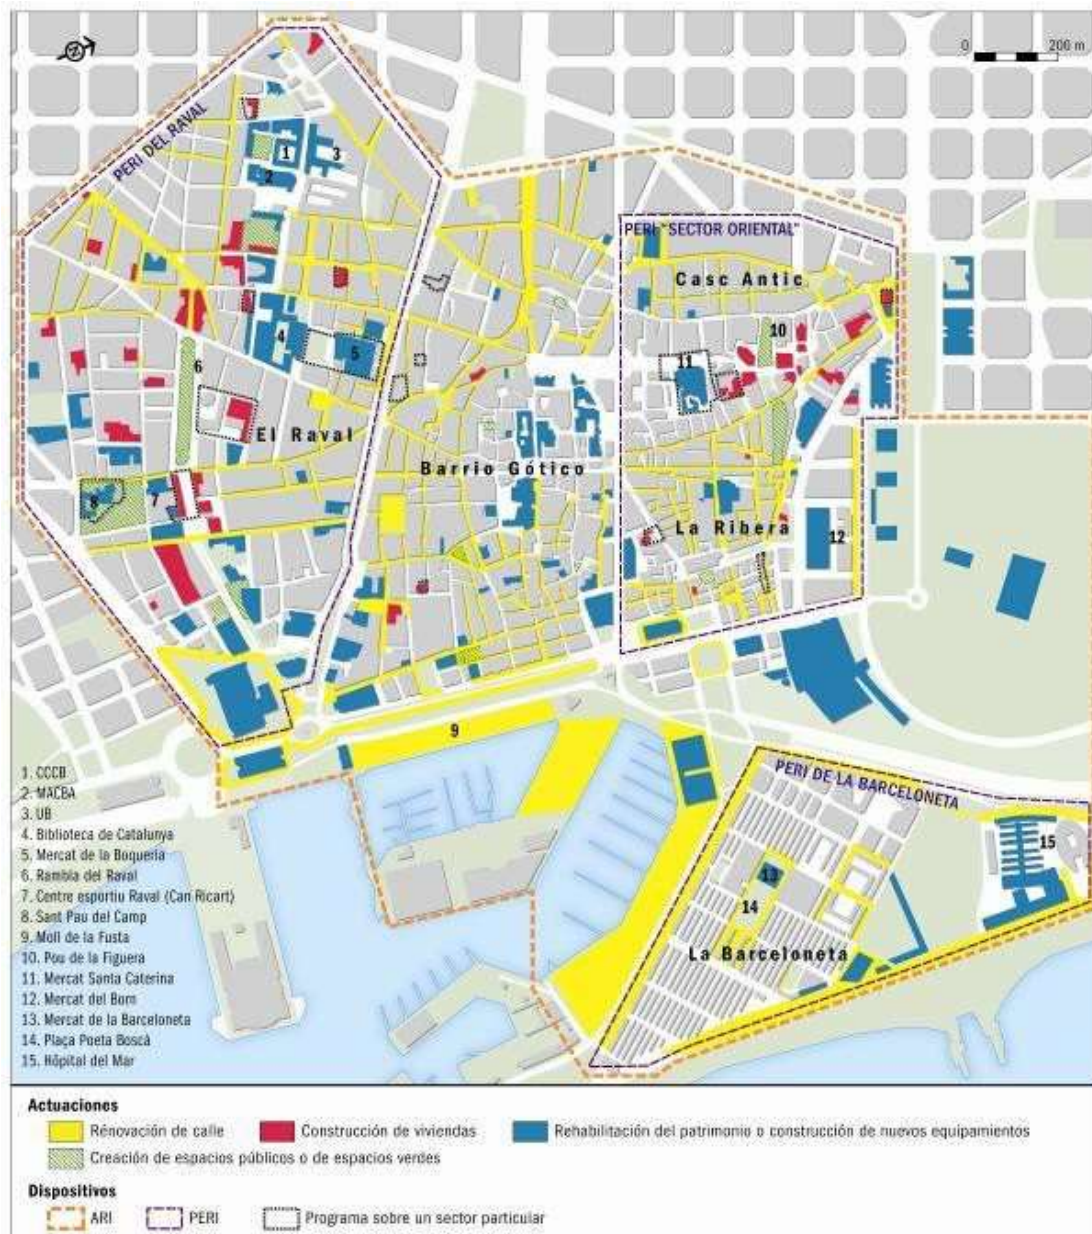 N
0 200 m
PERI DEL RAVAL
1
3
2
PERI "SECTOR ORIENTAL"
Casc Antic
10
4
5
11
6
El Raval
Barrio Gótico
8
7
La Ribera
12
9
PERI DE LA BARCELONETA
15
13
14
La Barceloneta
1. CCCB
2. MACBA
3. UB
4. Biblioteca de Catalunya
5. Mercat de la Boqueria
6. Rambla del Raval
7. Centre esportiu Raval (Can Ricart)
8. Sant Pau del Camp
9. Moll de la Fusta
10. Pou de la Figuera
11. Mercat Santa Caterina
12. Mercat del Born
13. Mercat de la Barceloneta
14. Plaça Poeta Boscà
15. Hôpital del Mar
Actuaciones
Rénovación de calle Construcción de viviendas Rehabilitación del patrimonio o construcción de nuevos equipamientos
Creación de espacios públicos o de espacios verdes
Dispositivos
ARI PERI Programa sobre un sector particular